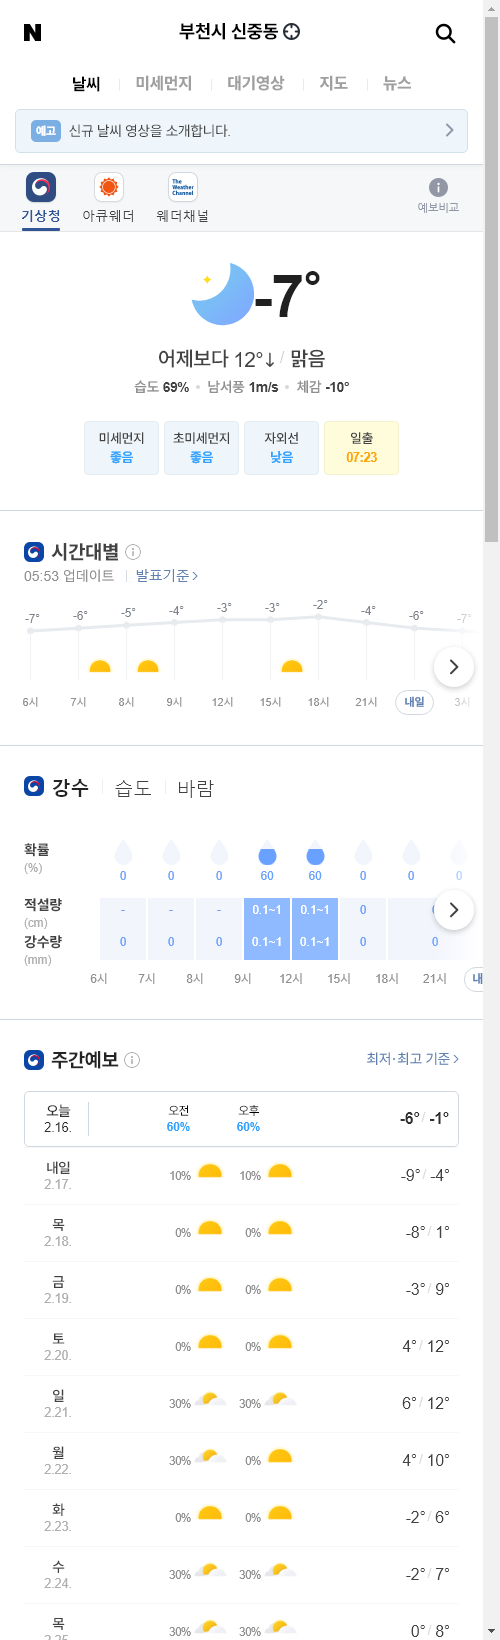 N
부천시 신중동
날씨 미세먼지 대기영상 지도 뉴스
예고 신규 날씨 영상을 소개합니다.
The Weather Channel
기상청 아큐웨더 웨더채널 예보비교
-7°
어제보다 12°↓ / 맑음
습도 69% • 남서풍 1m/s • 체감 -10°
미세먼지 초미세먼지 자외선 일출
좋음 좋음 낮음 07:23
시간대별
05:53 업데이트 발표기준 >
-7° -6° -5° -4° -3° -3° -2° -4° -6° -7°
6시 7시 8시 9시 12시 15시 18시 21시 내일 3시
강수 습도 바람
확률
(%)
0 0 0 60 60 0 0 0
적설량
(cm)
- - - 0.1~1 0.1~1 0
강수량
(mm)
0 0 0 0.1~1 0.1~1 0 0
6시 7시 8시 9시 12시 15시 18시 21시 내
주간예보
최저·최고 기준 >
오늘 오전 오후
2.16. 60% 60% -6° / -1°
내일
2.17. 10% 10% -9° / -4°
목
2.18. 0% 0% -8° / 1°
금
2.19. 0% 0% -3° / 9°
토
2.20. 0% 0% 4° / 12°
일
2.21. 30% 30% 6° / 12°
월
2.22. 30% 0% 4° / 10°
화
2.23. 0% 0% -2° / 6°
수
2.24. 30% 30% -2° / 7°
목
2.25. 30% 30% 0° / 8°